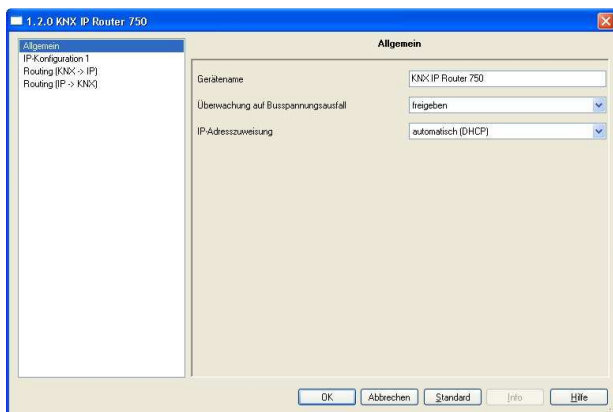 1.2.0 KNX IP Router 750
Allgemein
IP-Konfiguration 1
Routing (KNX -> IP)
Routing (IP -> KNX)
Allgemein
Gerätename
KNX IP Router 750
Überwachung auf Busspannungsausfall
freigeben
IP-Adresszuweisung
automatisch (DHCP)
OK
Abbrechen
Standard
Info
Hilfe